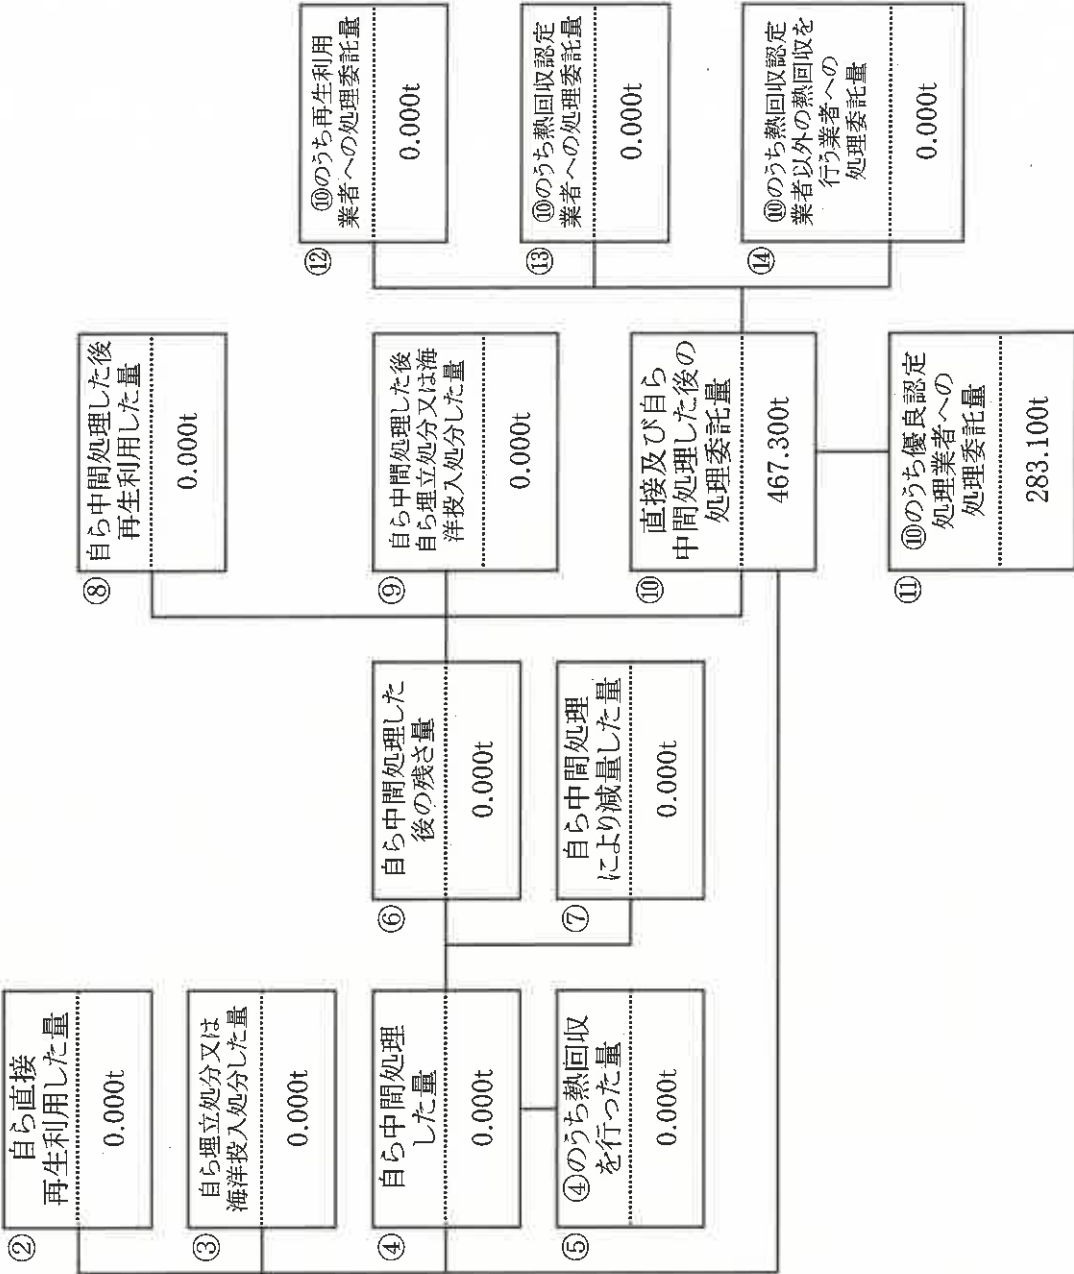 ②
自ら直接
再生利用した量
0.000t
③
自ら埋立処分又は
海洋投入処分した量
0.000t
④
自ら中間処理
した量
0.000t
⑤
④のうち熱回収
を行った量
0.000t
⑥
自ら中間処理した
後の残さ量
0.000t
⑦
自ら中間処理
により減量した量
0.000t
⑧
自ら中間処理した後
再生利用した量
0.000t
⑨
自ら中間処理した後
自ら埋立処分又は海
洋投入処分した量
0.000t
⑩
直接及び自ら
中間処理した後の
処理委託量
467.300t
⑪
⑩のうち優良認定
処理業者への
処理委託量
283.100t
⑫
⑩のうち再生利用
業者への処理委託量
0.000t
⑬
⑩のうち熱回収認定
業者への処理委託量
0.000t
⑭
⑩のうち熱回収認定
業者以外の熱回収を
行う業者への
処理委託量
0.000t